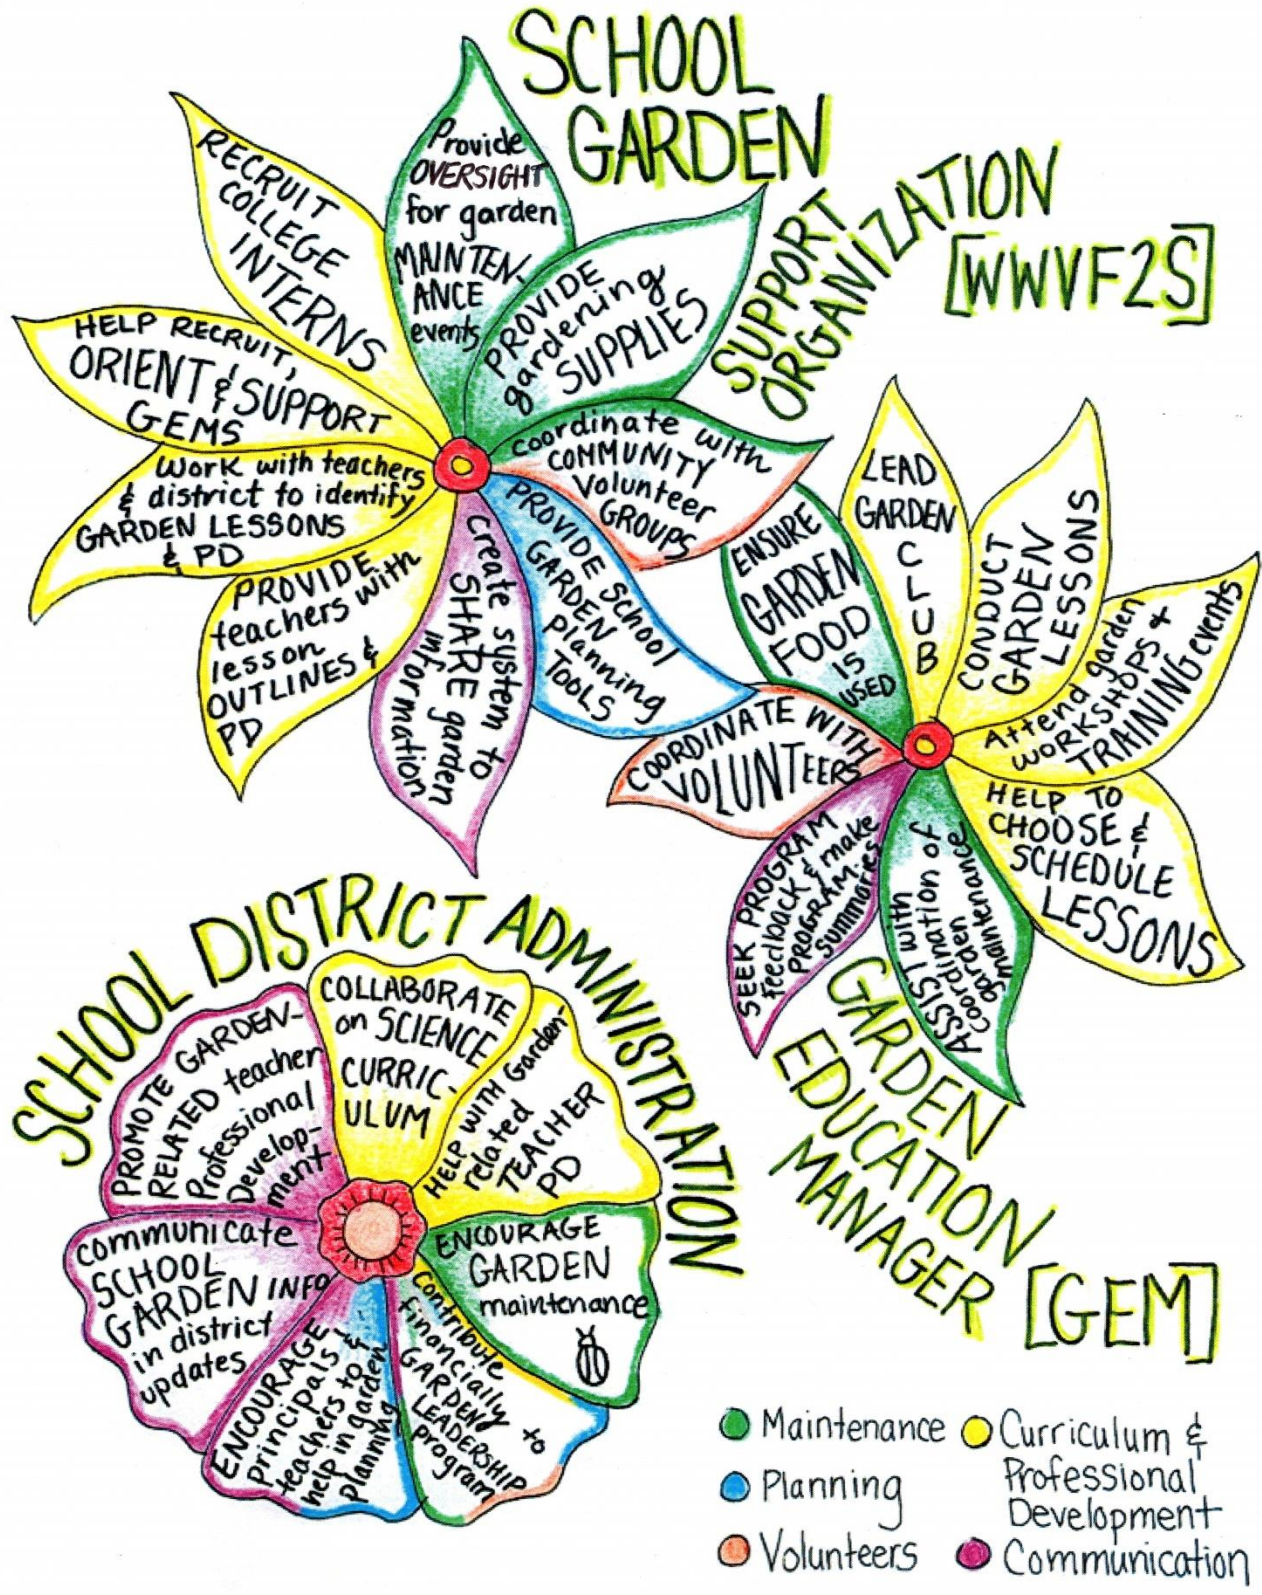 SCHOOL
GARDEN
SUPPORT
ORGANIZATION
[WWVF2S]
Provide
OVERSIGHT
for garden
MAINTEN-
ANCE
events
PROVIDE
gardening
SUPPLIES
coordinate with
COMMUNITY
Volunteer
GROUPS
PROVIDE School
GARDEN
planning
TOOLS
Create system to
SHARE garden
information
PROVIDE
teachers with
lesson
OUTLINES &
PD
Work with teachers
& district to identify
GARDEN LESSONS
& PD
HELP RECRUIT,
ORIENT & SUPPORT
GEMS
RECRUIT
COLLEGE
INTERNS
LEAD
GARDEN
C
L
U
B
CONDUCT
GARDEN
LESSONS
Attend garden
WORKSHOPS &
TRAINING events
HELP TO
CHOOSE &
SCHEDULE
LESSONS
ASSIST with
coordination of
garden
maintenance
SEEK PROGRAM
feedback & make
PROGRAM
summaries
COORDINATE WITH
VOLUNTEERS
ENSURE
GARDEN
FOOD
IS
USED
GARDEN
EDUCATION
MANAGER
[GEM]
SCHOOL DISTRICT ADMINISTRATION
COLLABORATE
on SCIENCE
CURRIC-
ULUM
HELP WITH Garden-
related
TEACHER
PD
ENCOURAGE
GARDEN
maintenance
Contribute
financially to
GARDEN
LEADERSHIP
program
ENCOURAGE
principals &
teachers to
help in garden
planning
communicate
SCHOOL
GARDEN INFO
in district
updates
PROMOTE GARDEN-
RELATED teacher
Professional
Develop-
ment
Maintenance
Planning
Volunteers
Curriculum &
Professional
Development
Communication